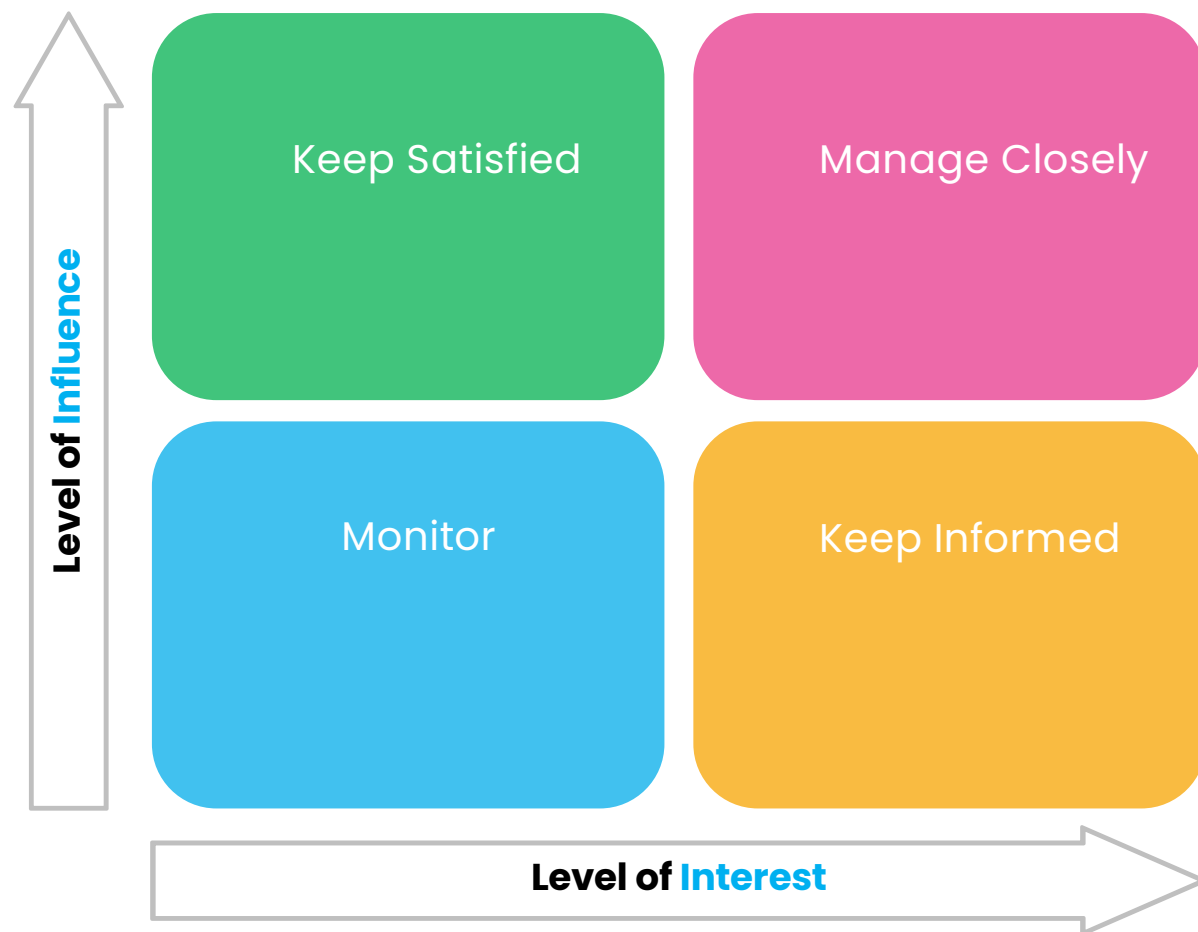 Keep Satisfied
Manage Closely
Level of Influence
Monitor
Keep Informed
Level of Interest